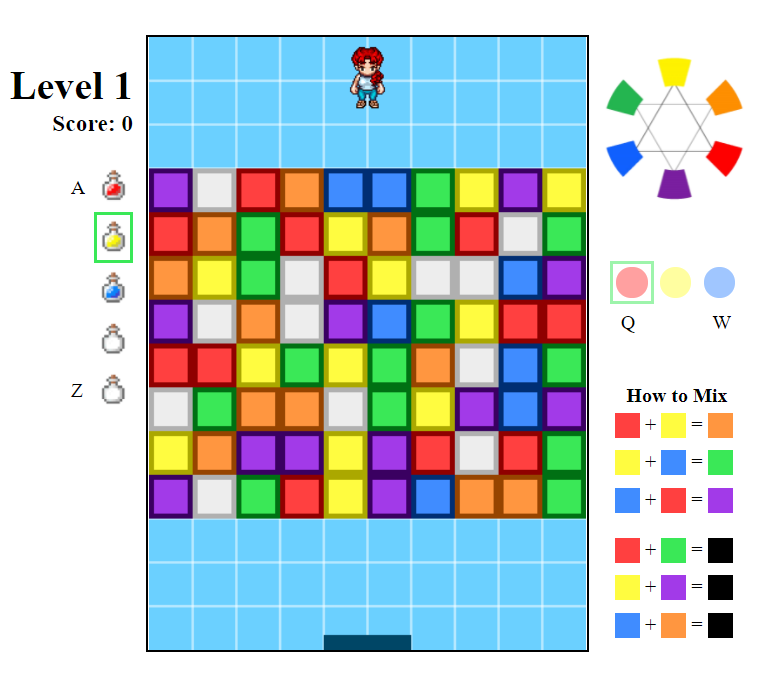 Level 1
Score: 0
A
Z
Q W
How to Mix
+ =
+ =
+ =
+ =
+ =
+ =